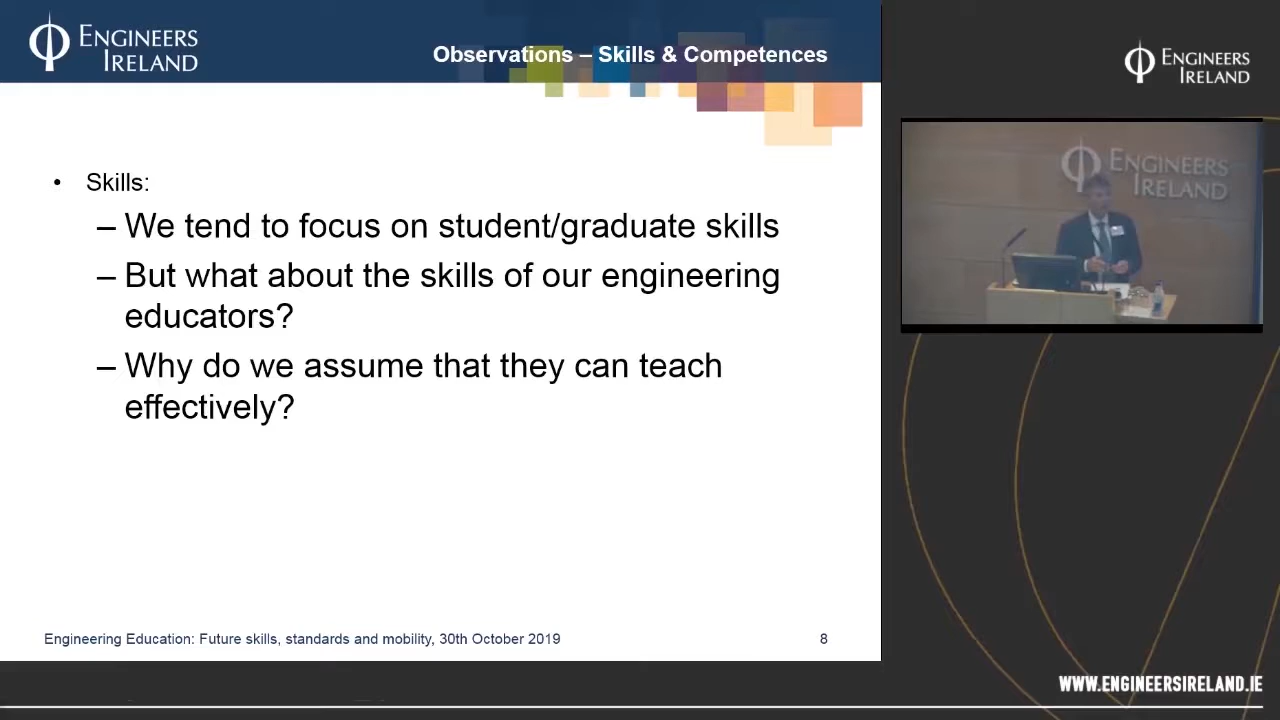 ENGINEERS
IRELAND
Observations – Skills & Competences
• Skills:
– We tend to focus on student/graduate skills
– But what about the skills of our engineering
educators?
– Why do we assume that they can teach
effectively?
Engineering Education: Future skills, standards and mobility, 30th October 2019
8
ENGINEERS
IRELAND
ENGINEERS
IRELAND
WWW.ENGINEERSIRELAND.IE